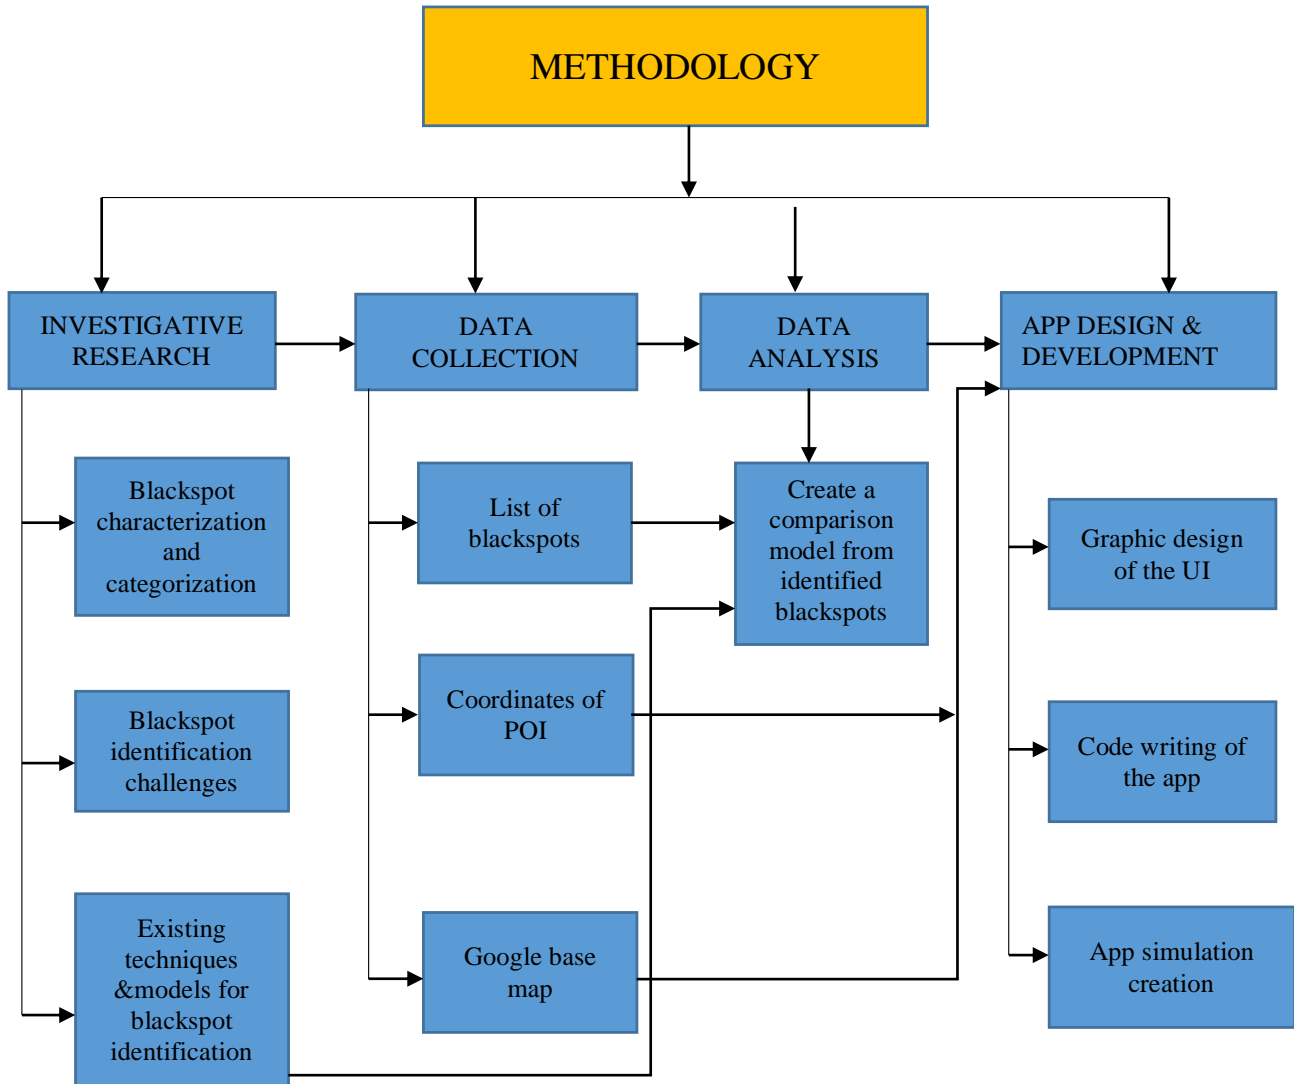 METHODOLOGY
INVESTIGATIVE
RESEARCH
DATA
COLLECTION
DATA
ANALYSIS
APP DESIGN &
DEVELOPMENT
Blackspot
characterization
and
categorization
List of
blackspots
Create a
comparison
model from
identified
blackspots
Graphic design
of the UI
Blackspot
identification
challenges
Coordinates of
POI
Code writing of
the app
Existing
techniques
&models for
blackspot
identification
Google base
map
App simulation
creation